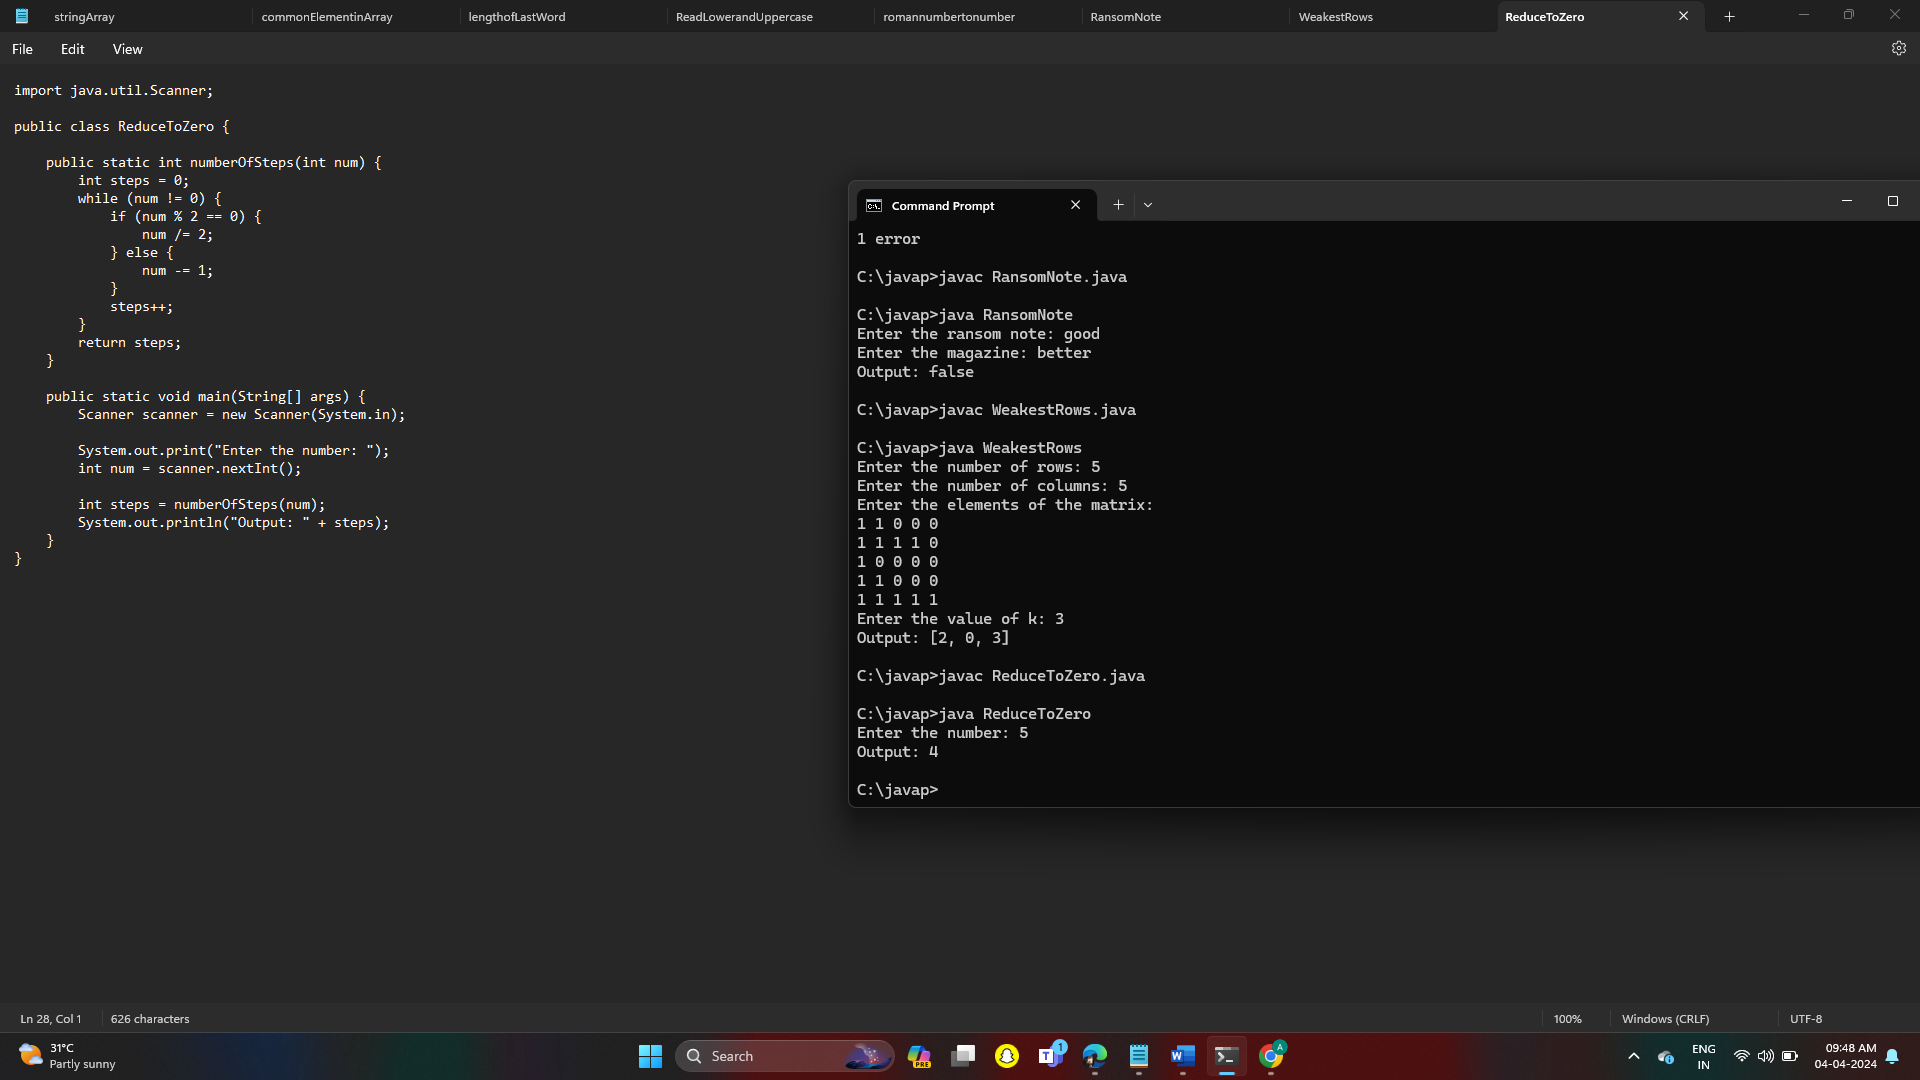 stringArray
commonElementinArray
lengthofLastWord
ReadLowerandUppercase
romannumbertonumber
RansomNote
WeakestRows
ReduceToZero
File
Edit
View
import java.util.Scanner;
public class ReduceToZero {
public static int numberOfSteps(int num) {
int steps = 0;
while (num != 0) {
if (num % 2 == 0) {
num /= 2;
} else {
num -= 1;
}
steps++;
}
return steps;
}
public static void main(String[] args) {
Scanner scanner = new Scanner(System.in);
System.out.print("Enter the number: ");
int num = scanner.nextInt();
int steps = numberOfSteps(num);
System.out.println("Output: " + steps);
}
}
Command Prompt
1 error
C:\javap>javac RansomNote.java
C:\javap>java RansomNote
Enter the ransom note: good
Enter the magazine: better
Output: false
C:\javap>javac WeakestRows.java
C:\javap>java WeakestRows
Enter the number of rows: 5
Enter the number of columns: 5
Enter the elements of the matrix:
1 1 0 0 0
1 1 1 1 0
1 0 0 0 0
1 1 0 0 0
1 1 1 1 1
Enter the value of k: 3
Output: [2, 0, 3]
C:\javap>javac ReduceToZero.java
C:\javap>java ReduceToZero
Enter the number: 5
Output: 4
C:\javap>
Ln 28, Col 1
626 characters
100%
Windows (CRLF)
UTF-8
31°C
Partly sunny
Search
PRE
1
A
ENG
IN
09:48 AM
04-04-2024